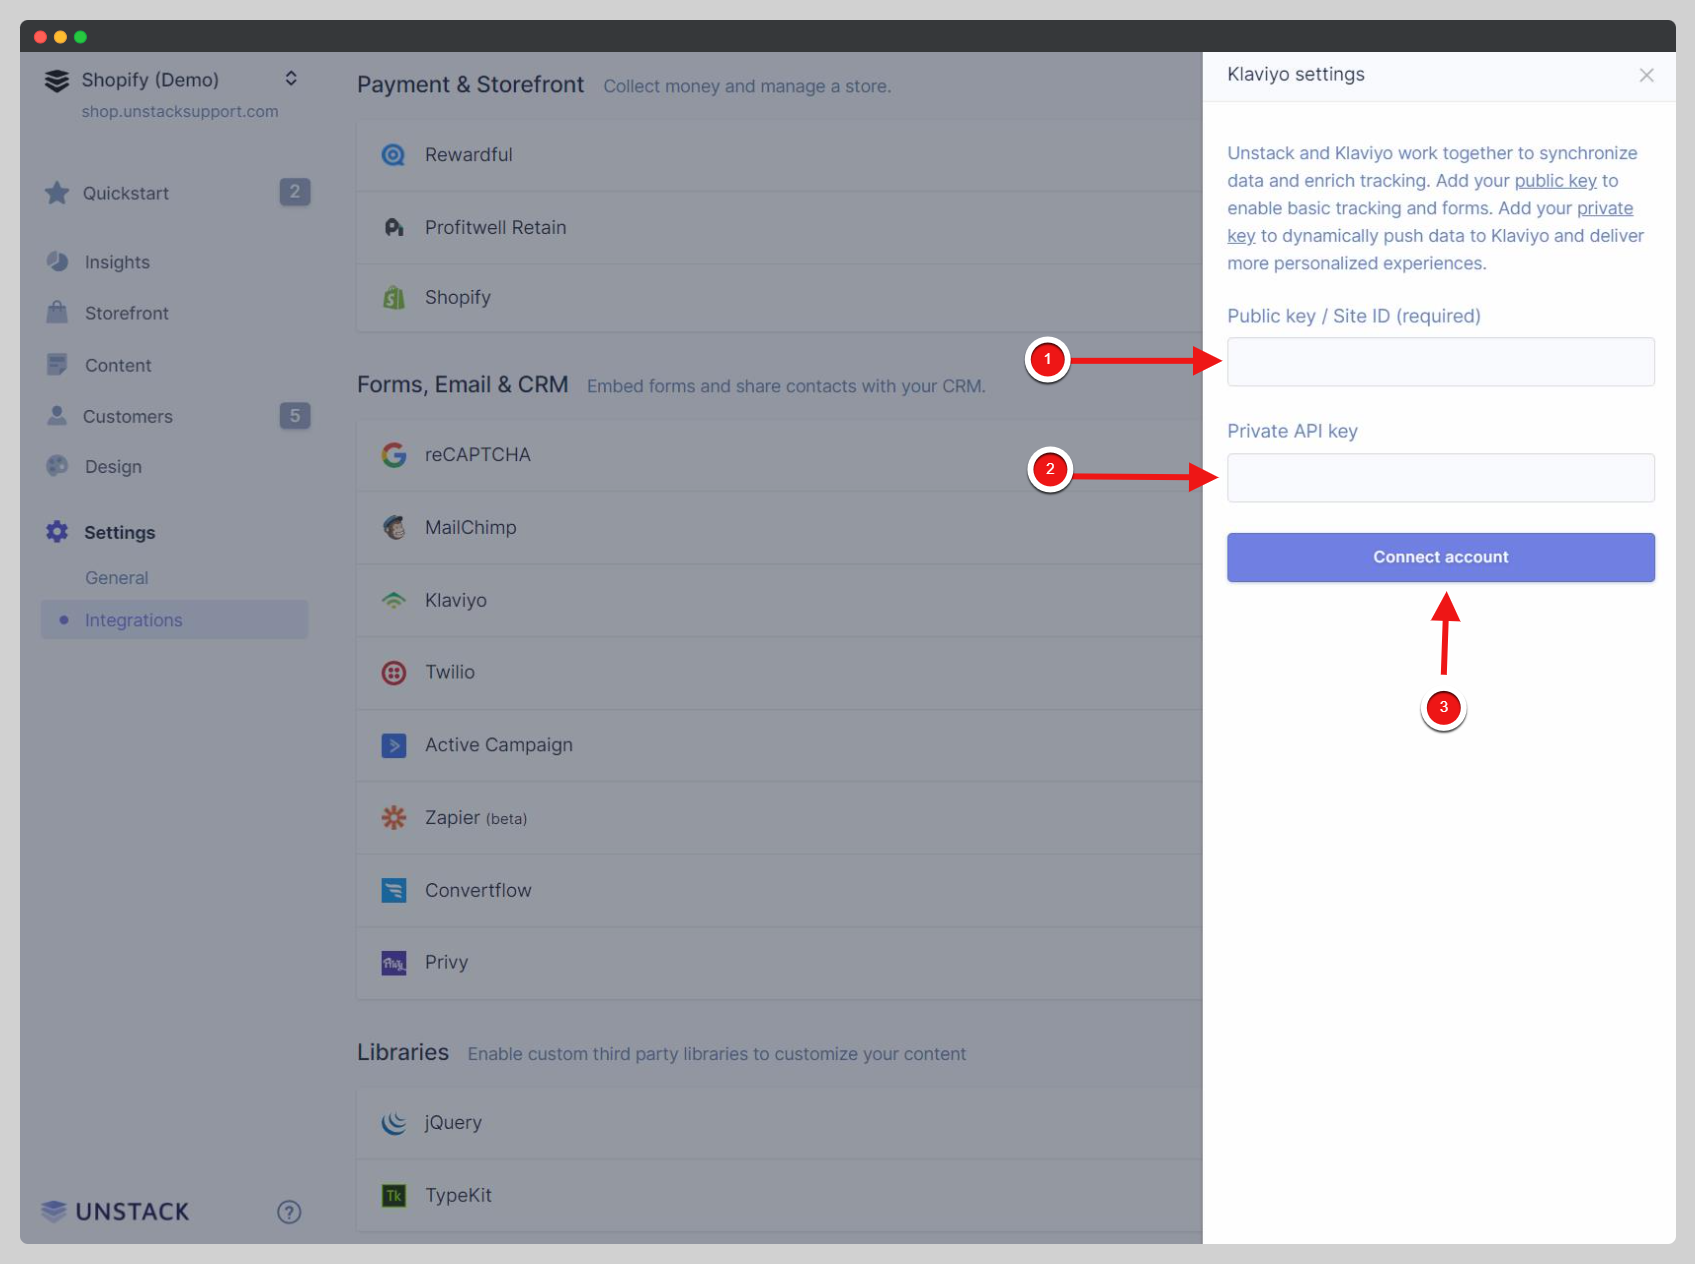 Shopify (Demo)
shop.unstacksupport.com
Quickstart 2
Insights
Storefront
Content
Customers 5
Design
Settings
General
Integrations
UNSTACK ?
Payment & Storefront Collect money and manage a store.
Rewardful
Profitwell Retain
Shopify
Forms, Email & CRM Embed forms and share contacts with your CRM.
reCAPTCHA
MailChimp
Klaviyo
Twilio
Active Campaign
Zapier (beta)
Convertflow
Privy
Libraries Enable custom third party libraries to customize your content
jQuery
Tk TypeKit
Klaviyo settings
Unstack and Klaviyo work together to synchronize
data and enrich tracking. Add your public key to
enable basic tracking and forms. Add your private
key to dynamically push data to Klaviyo and deliver
more personalized experiences.
Public key / Site ID (required)
1
Private API key
2
Connect account
3